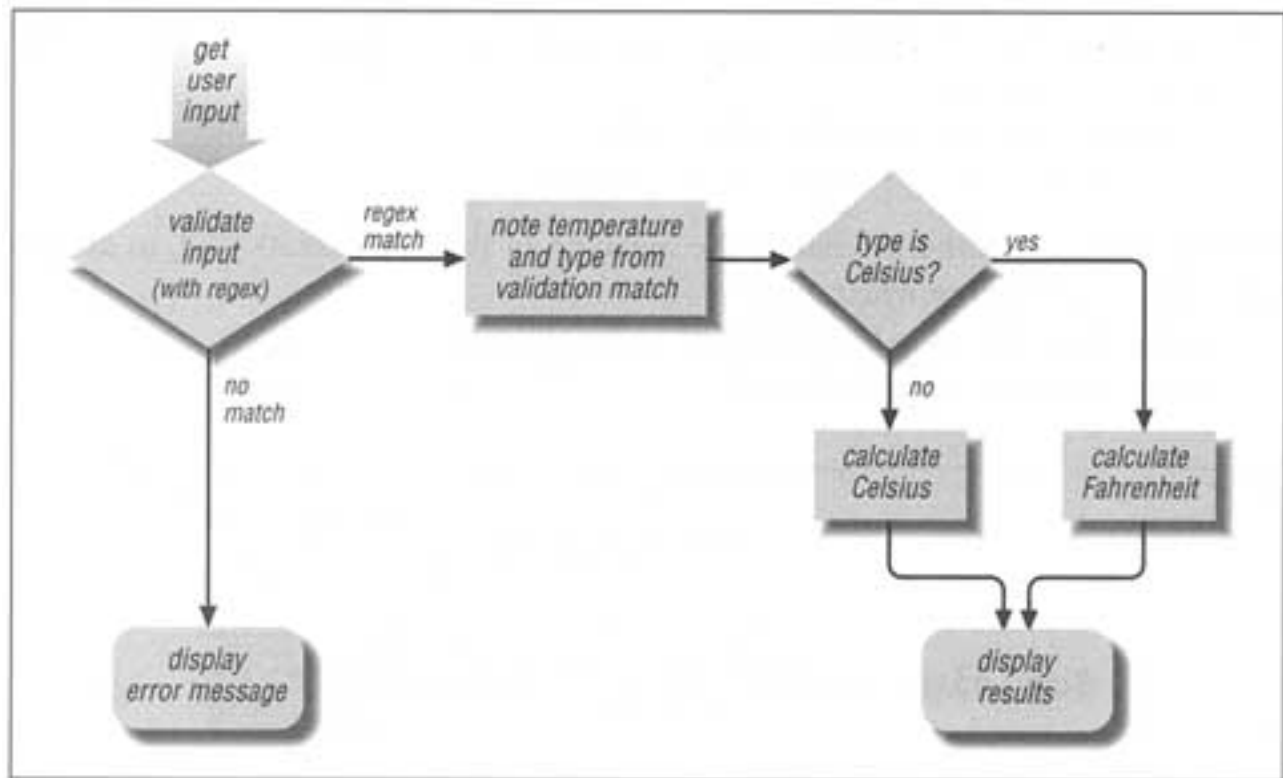 get
user
input
validate
input
(with regex)
regex
match
note temperature
and type from
validation match
type is
Celsius?
yes
no
match
no
calculate
Celsius
calculate
Fahrenheit
display
error message
display
results